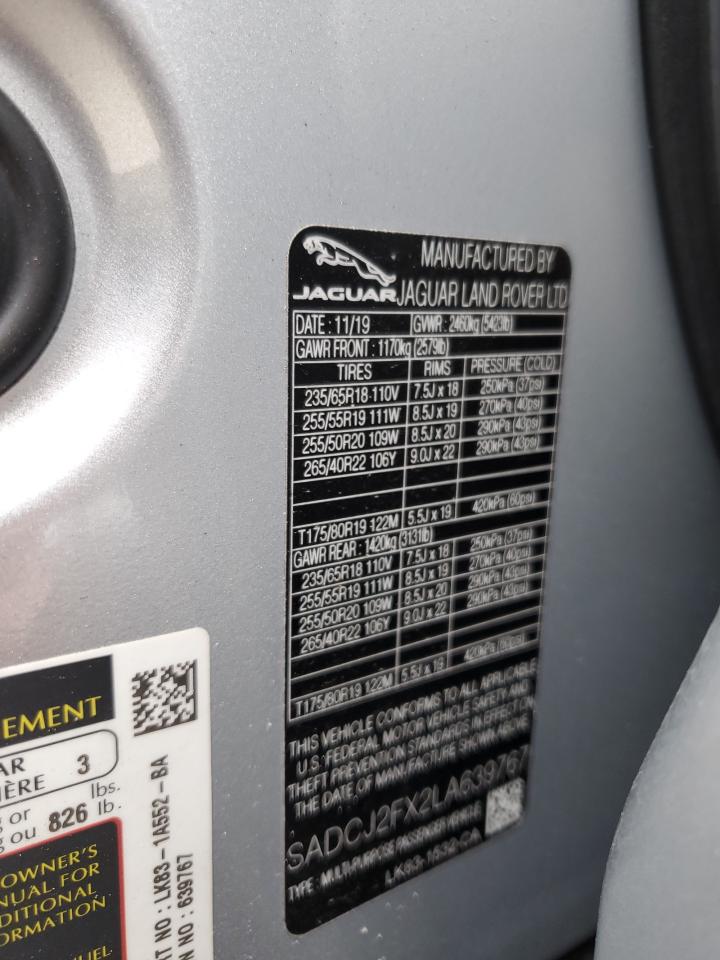 MANUFACTURED BY
JAGUAR JAGUAR LAND ROVER LTD
DATE : 11/19 GVWR : 2460kg (5423lb)
GAWR FRONT : 1170kg (2579lb)
TIRES RIMS PRESSURE (COLD)
235/65R18 110V 7.5J x 18 250kPa (37psi)
255/55R19 111W 8.5J x 19 270kPa (40psi)
255/50R20 109W 8.5J x 20 290kPa (43psi)
265/40R22 106Y 9.0J x 22 290kPa (43psi)
T175/80R19 122M 5.5J x 19 420kPa (60psi)
GAWR REAR : 1420kg (3131lb)
235/65R18 110V 7.5J x 18 250kPa (37psi)
255/55R19 111W 8.5J x 19 270kPa (40psi)
255/50R20 109W 8.5J x 20 290kPa (43psi)
265/40R22 106Y 9.0J x 22 290kPa (43psi)
T175/80R19 122M 5.5J x 19 420kPa (60psi)
THIS VEHICLE CONFORMS TO ALL APPLICABLE
U.S. FEDERAL MOTOR VEHICLE SAFETY AND
THEFT PREVENTION STANDARDS IN EFFECT ON
THE DATE OF MANUFACTURE SHOWN ABOVE
SADCJ2FX2LA639767
TYPE : MULTI-PURPOSE PASSENGER VEHICLE
LK83-1532-CA
EMENT
AR
IÈRE 3
g or lbs.
g ou 826 lb.
OWNER'S
NUAL FOR
DITIONAL
ORMATION
UEL
RT NO : LK83-1A552-BA
N NO : 639767